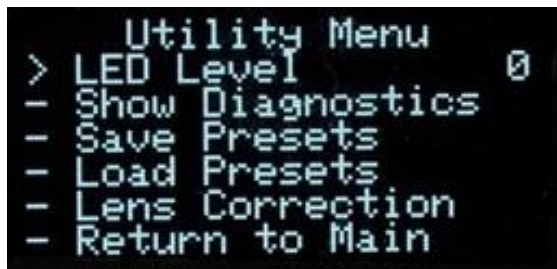 Utility Menu
> LED Level 0
- Show Diagnostics
- Save Presets
- Load Presets
- Lens Correction
- Return to Main